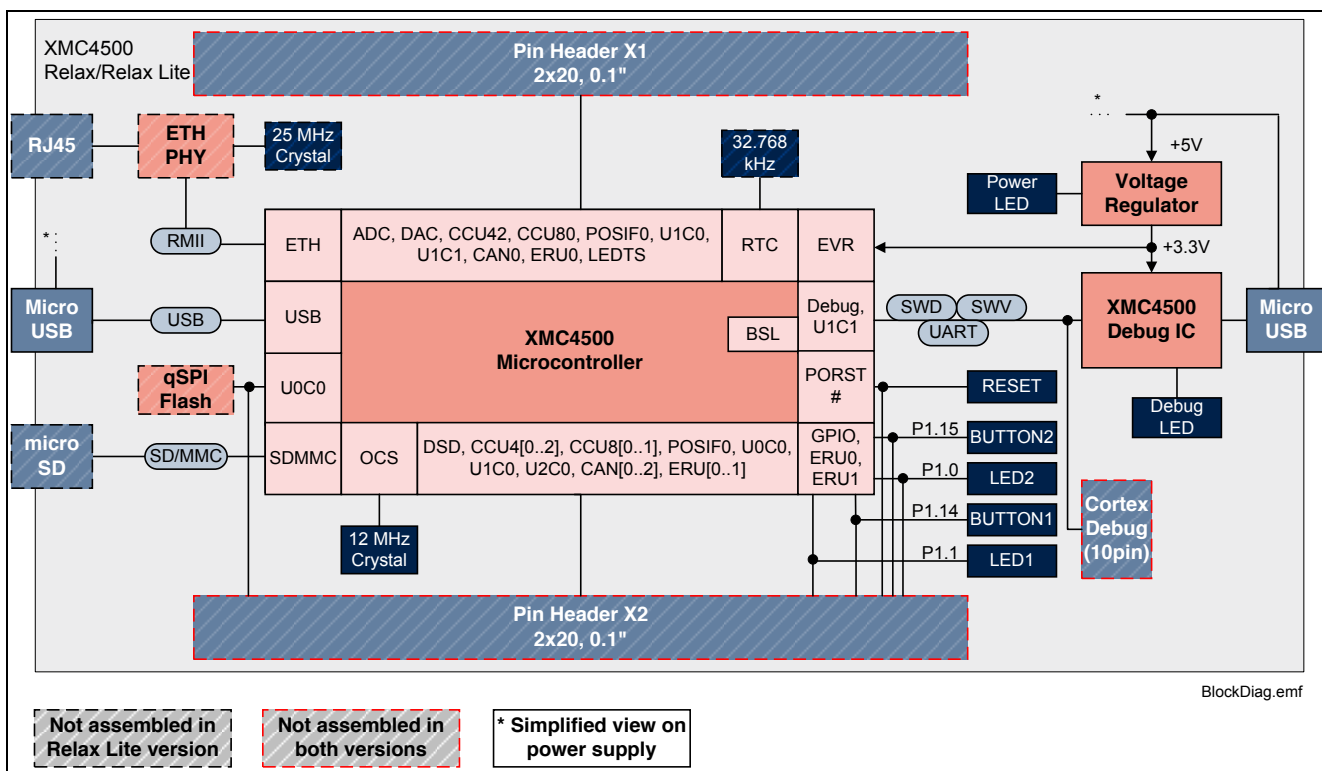 XMC4500
Relax/Relax Lite
Pin Header X1
2x20, 0.1"
RJ45
ETH
PHY
25 MHz
Crystal
32.768
kHz
*
+5V
Power
LED
Voltage
Regulator
+3.3V
*
RMII
ETH
ADC, DAC, CCU42, CCU80, POSIF0, U1C0,
U1C1, CAN0, ERU0, LEDTS
RTC
EVR
Micro
USB
USB
USB
XMC4500
Microcontroller
BSL
Debug,
U1C1
SWD
SWV
UART
XMC4500
Debug IC
Micro
USB
qSPI
Flash
U0C0
PORST
#
RESET
Debug
LED
micro
SD
SD/MMC
SDMMC
OCS
DSD, CCU4[0..2], CCU8[0..1], POSIF0, U0C0,
U1C0, U2C0, CAN[0..2], ERU[0..1]
GPIO,
ERU0,
ERU1
P1.15
BUTTON2
P1.0
LED2
P1.14
BUTTON1
P1.1
LED1
Cortex
Debug
(10pin)
12 MHz
Crystal
Pin Header X2
2x20, 0.1"
BlockDiag.emf
Not assembled in
Relax Lite version
Not assembled in
both versions
* Simplified view on
power supply